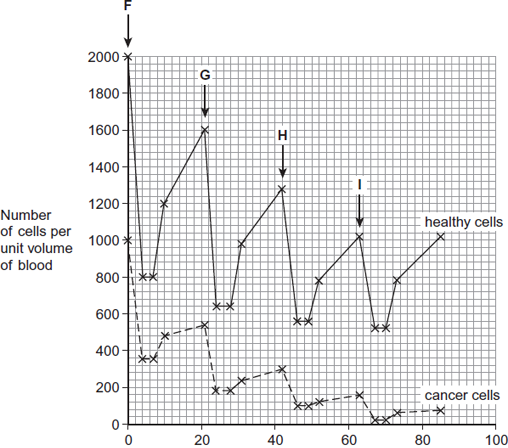 F
G
H
I
2000
1800
1600
1400
1200
1000
800
600
400
200
0
Number
of cells per
unit volume
of blood
healthy cells
cancer cells
0
20
40
60
80
100